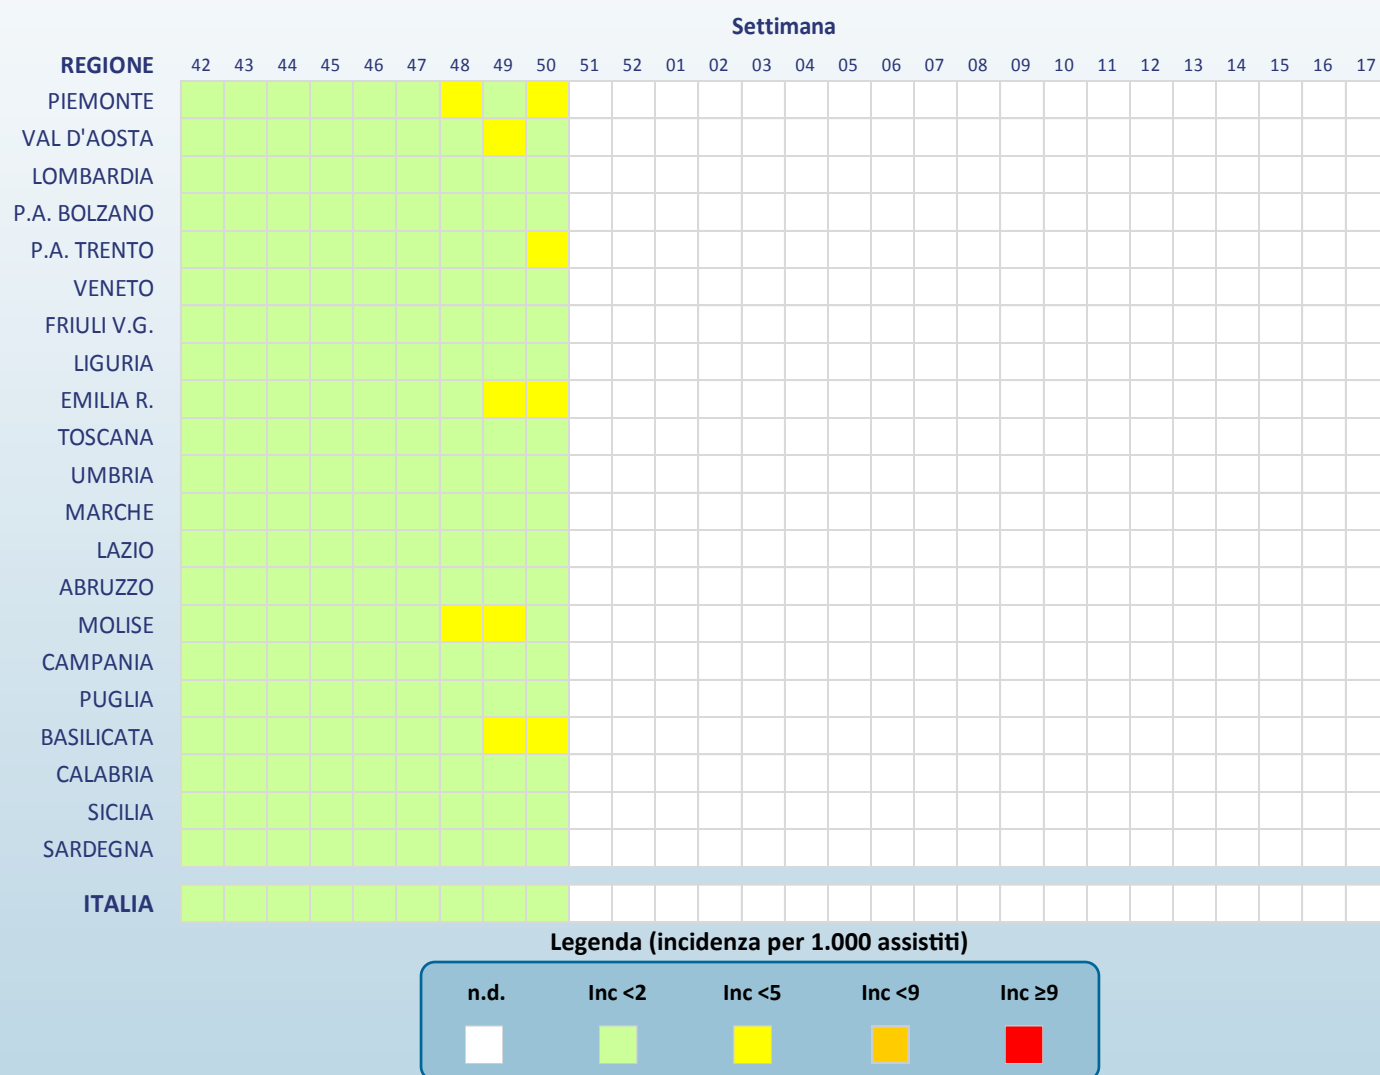 Settimana
REGIONE 42 43 44 45 46 47 48 49 50 51 52 01 02 03 04 05 06 07 08 09 10 11 12 13 14 15 16 17
PIEMONTE
VAL D'AOSTA
LOMBARDIA
P.A. BOLZANO
P.A. TRENTO
VENETO
FRIULI V.G.
LIGURIA
EMILIA R.
TOSCANA
UMBRIA
MARCHE
LAZIO
ABRUZZO
MOLISE
CAMPANIA
PUGLIA
BASILICATA
CALABRIA
SICILIA
SARDEGNA
ITALIA
Legenda (incidenza per 1.000 assistiti)
n.d. Inc <2 Inc <5 Inc <9 Inc ≥9